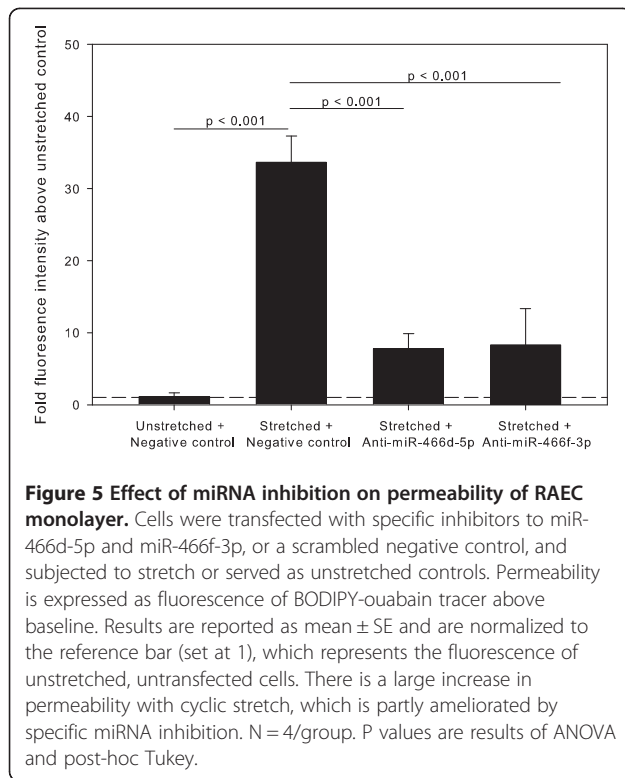 50
40
30
20
10
0
Fold fluoresence intensity above unstretched control
p < 0.001
p < 0.001
p < 0.001
Unstretched +
Negative control
Stretched +
Negative control
Stretched +
Anti-miR-466d-5p
Stretched +
Anti-miR-466f-3p
Figure 5 Effect of miRNA inhibition on permeability of RAEC
monolayer. Cells were transfected with specific inhibitors to miR-
466d-5p and miR-466f-3p, or a scrambled negative control, and
subjected to stretch or served as unstretched controls. Permeability
is expressed as fluorescence of BODIPY-ouabain tracer above
baseline. Results are reported as mean ± SE and are normalized to
the reference bar (set at 1), which represents the fluorescence of
unstretched, untransfected cells. There is a large increase in
permeability with cyclic stretch, which is partly ameliorated by
specific miRNA inhibition. N = 4/group. P values are results of ANOVA
and post-hoc Tukey.